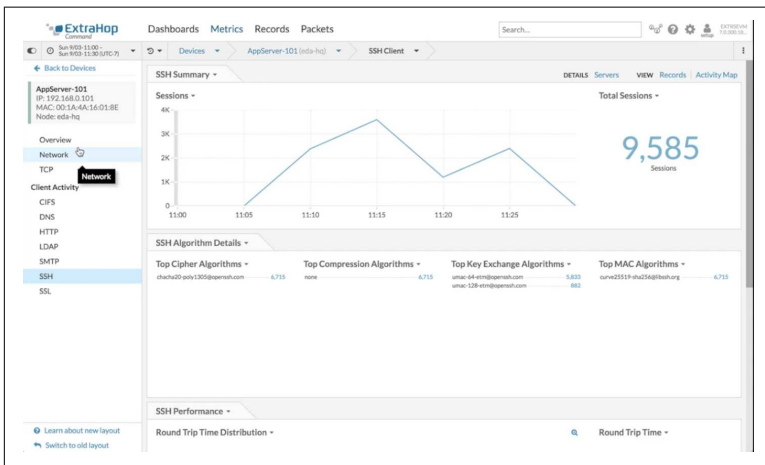 ExtraHop
Command
Dashboards Metrics Records Packets
Search...
setup
Sun 9/03-11:00 -
Sun 9/03-11:30 (UTC-7)
Devices
AppServer-101 (eda-hq)
SSH Client
Back to Devices
AppServer-101
IP: 192.168.0.101
MAC: 00:1A:4A:16:01:8E
Node: eda-hq
Overview
Network
TCP
Network
Client Activity
CIFS
DNS
HTTP
LDAP
SMTP
SSH
SSL
Learn about new layout
Switch to old layout
SSH Summary
DETAILS Servers VIEW Records Activity Map
Sessions
4K
3K
2K
1K
0
11:00 11:05 11:10 11:15 11:20 11:25
Total Sessions
9,585
Sessions
SSH Algorithm Details
Top Cipher Algorithms
chacha20-poly1305@openssh.com 6,715
Top Compression Algorithms
none 6,715
Top Key Exchange Algorithms
umac-64-etm@openssh.com 5,833
umac-128-etm@openssh.com 882
Top MAC Algorithms
curve25519-sha256@libssh.org 6,715
SSH Performance
Round Trip Time Distribution
Round Trip Time